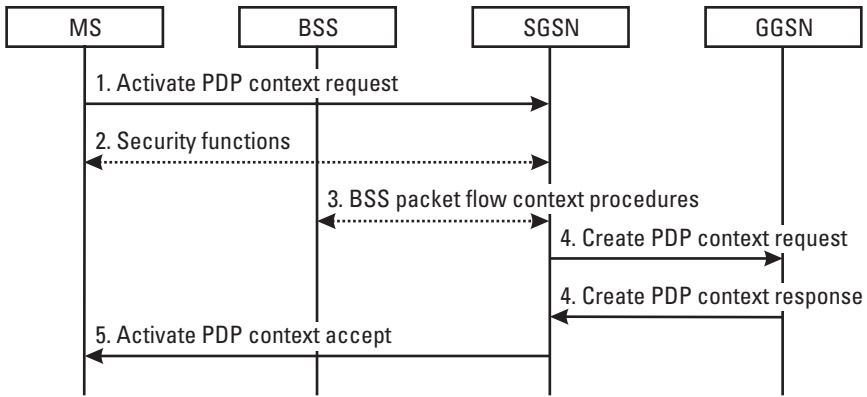 MS
BSS
SGSN
GGSN
1. Activate PDP context request
2. Security functions
3. BSS packet flow context procedures
4. Create PDP context request
4. Create PDP context response
5. Activate PDP context accept